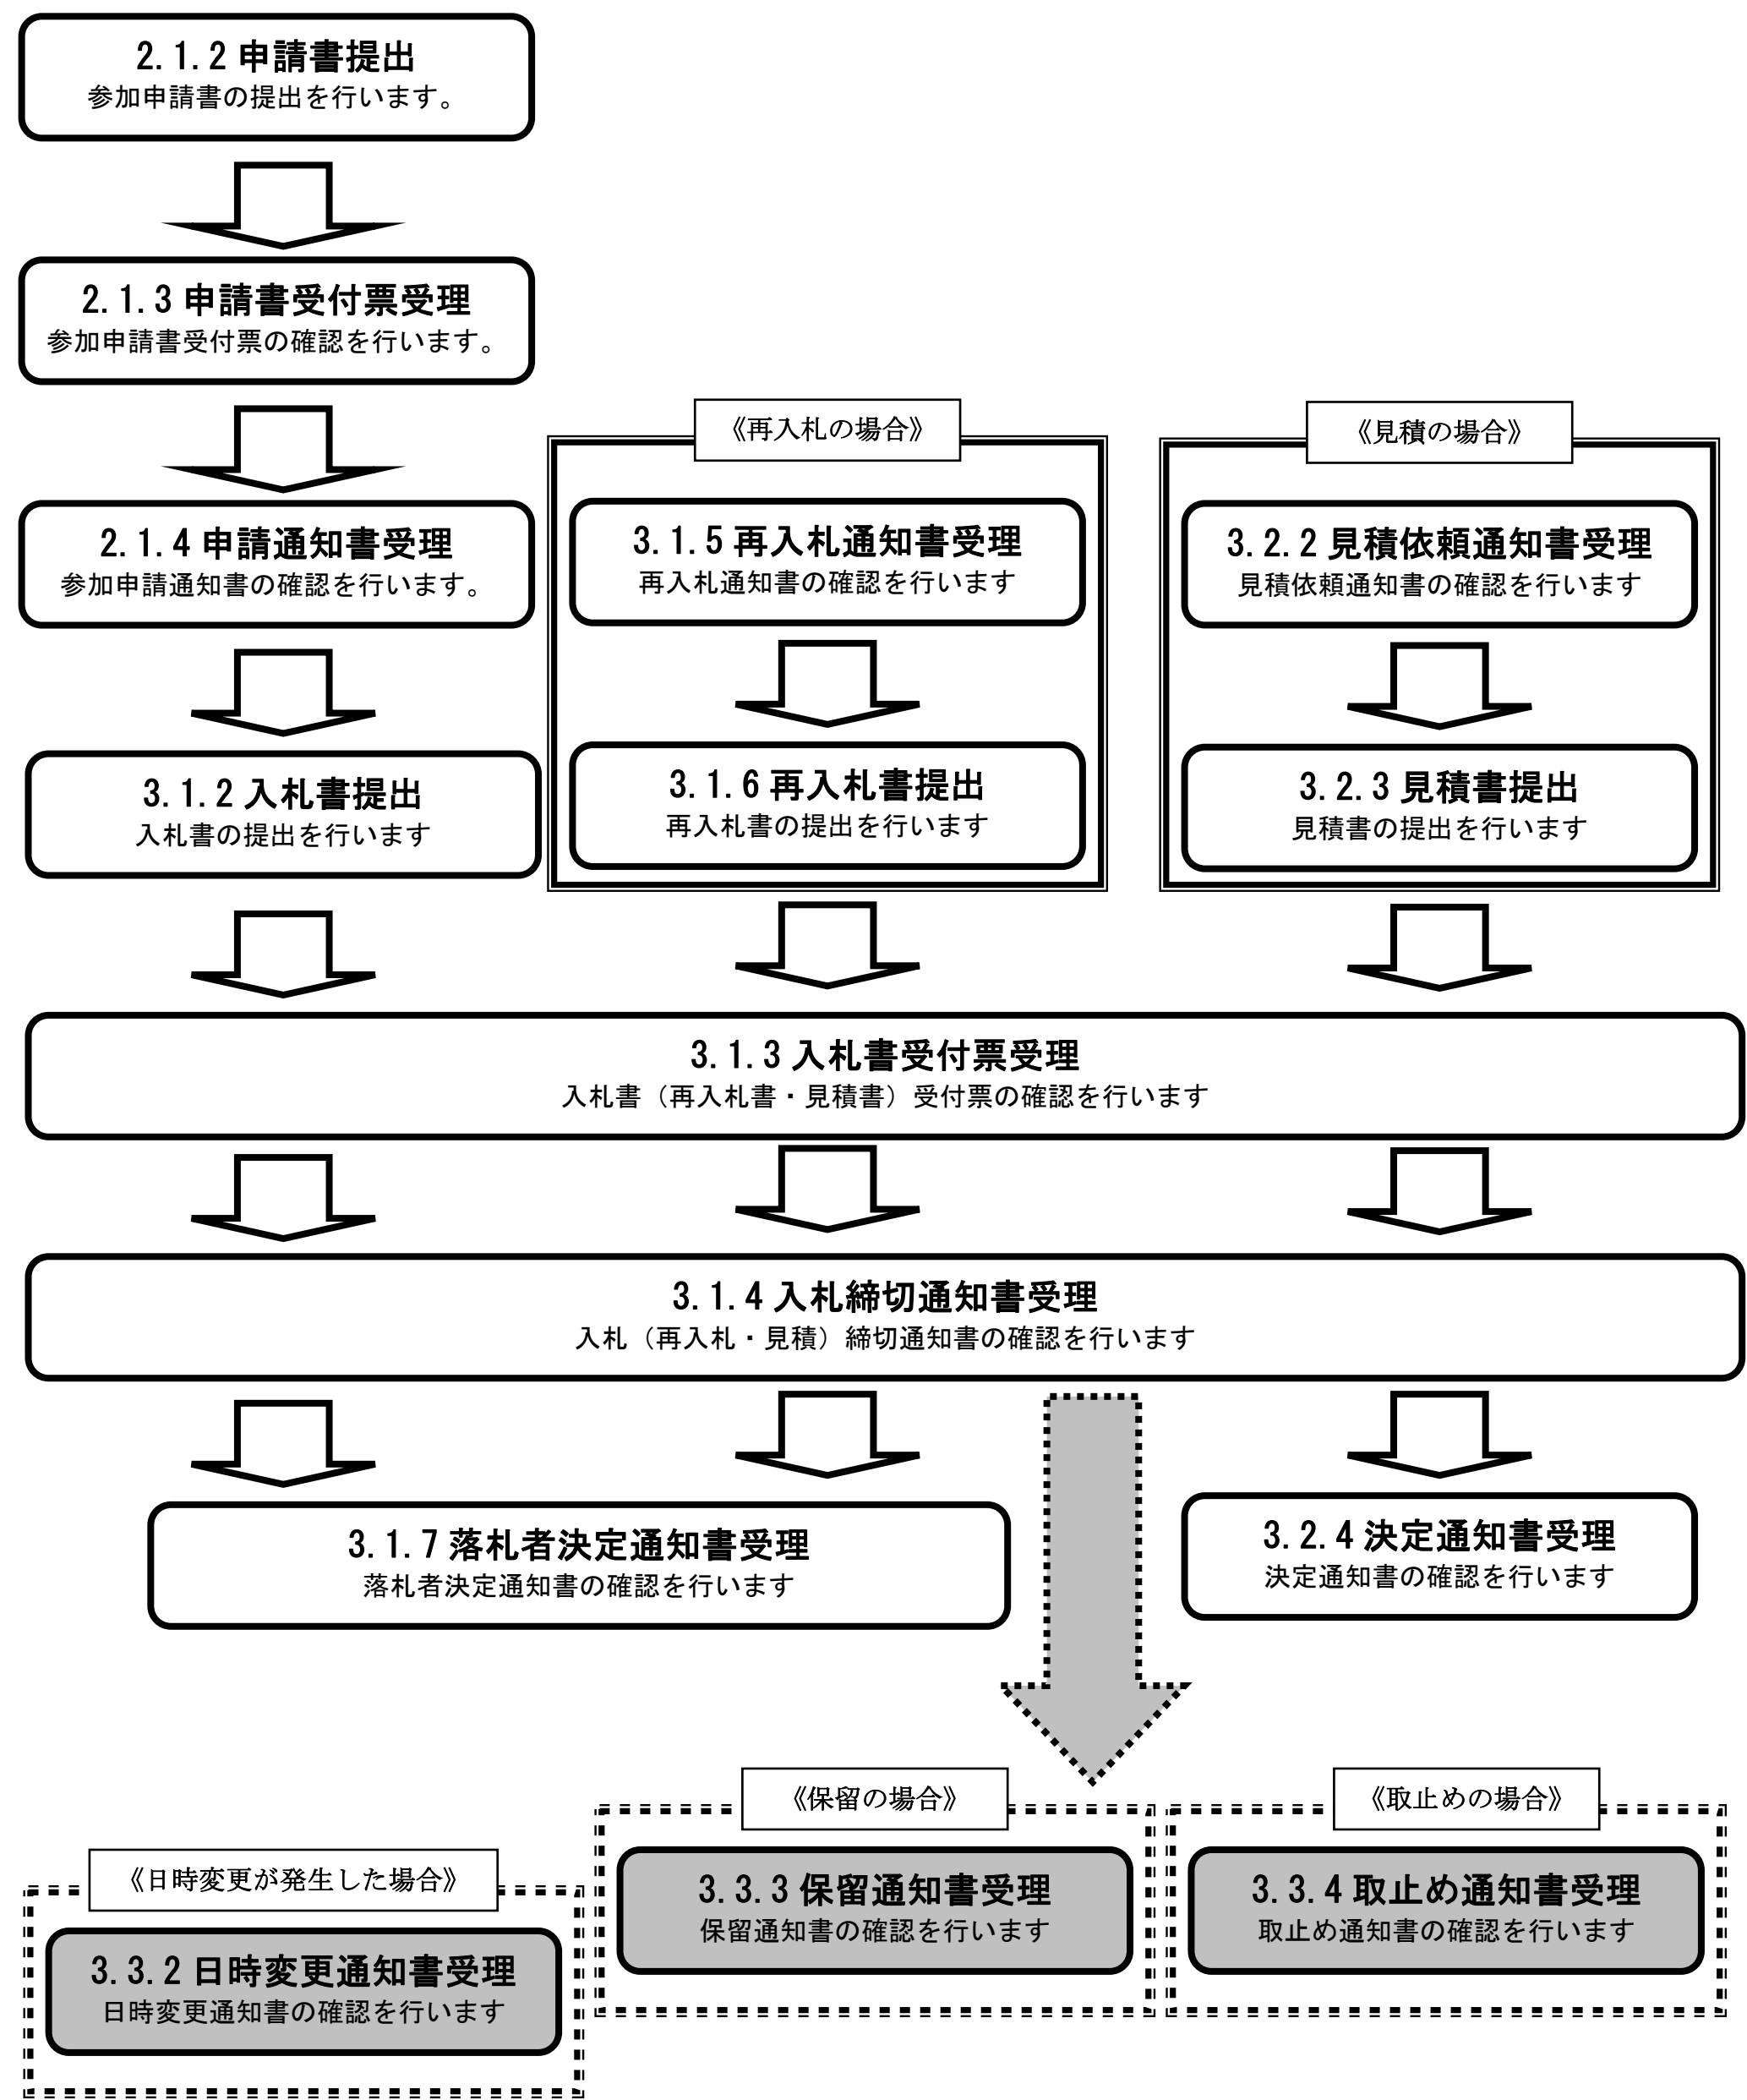 2.1.2 申請書提出
参加申請書の提出を行います。
2.1.3 申請書受付票受理
参加申請書受付票の確認を行います。
2.1.4 申請通知書受理
参加申請通知書の確認を行います。
3.1.2 入札書提出
入札書の提出を行います
《再入札の場合》
3.1.5 再入札通知書受理
再入札通知書の確認を行います
3.1.6 再入札書提出
再入札書の提出を行います
《見積の場合》
3.2.2 見積依頼通知書受理
見積依頼通知書の確認を行います
3.2.3 見積書提出
見積書の提出を行います
3.1.3 入札書受付票受理
入札書（再入札書・見積書）受付票の確認を行います
3.1.4 入札締切通知書受理
入札（再入札・見積）締切通知書の確認を行います
3.1.7 落札者決定通知書受理
落札者決定通知書の確認を行います
3.2.4 決定通知書受理
決定通知書の確認を行います
《日時変更が発生した場合》
3.3.2 日時変更通知書受理
日時変更通知書の確認を行います
《保留の場合》
3.3.3 保留通知書受理
保留通知書の確認を行います
《取止めの場合》
3.3.4 取止め通知書受理
取止め通知書の確認を行います